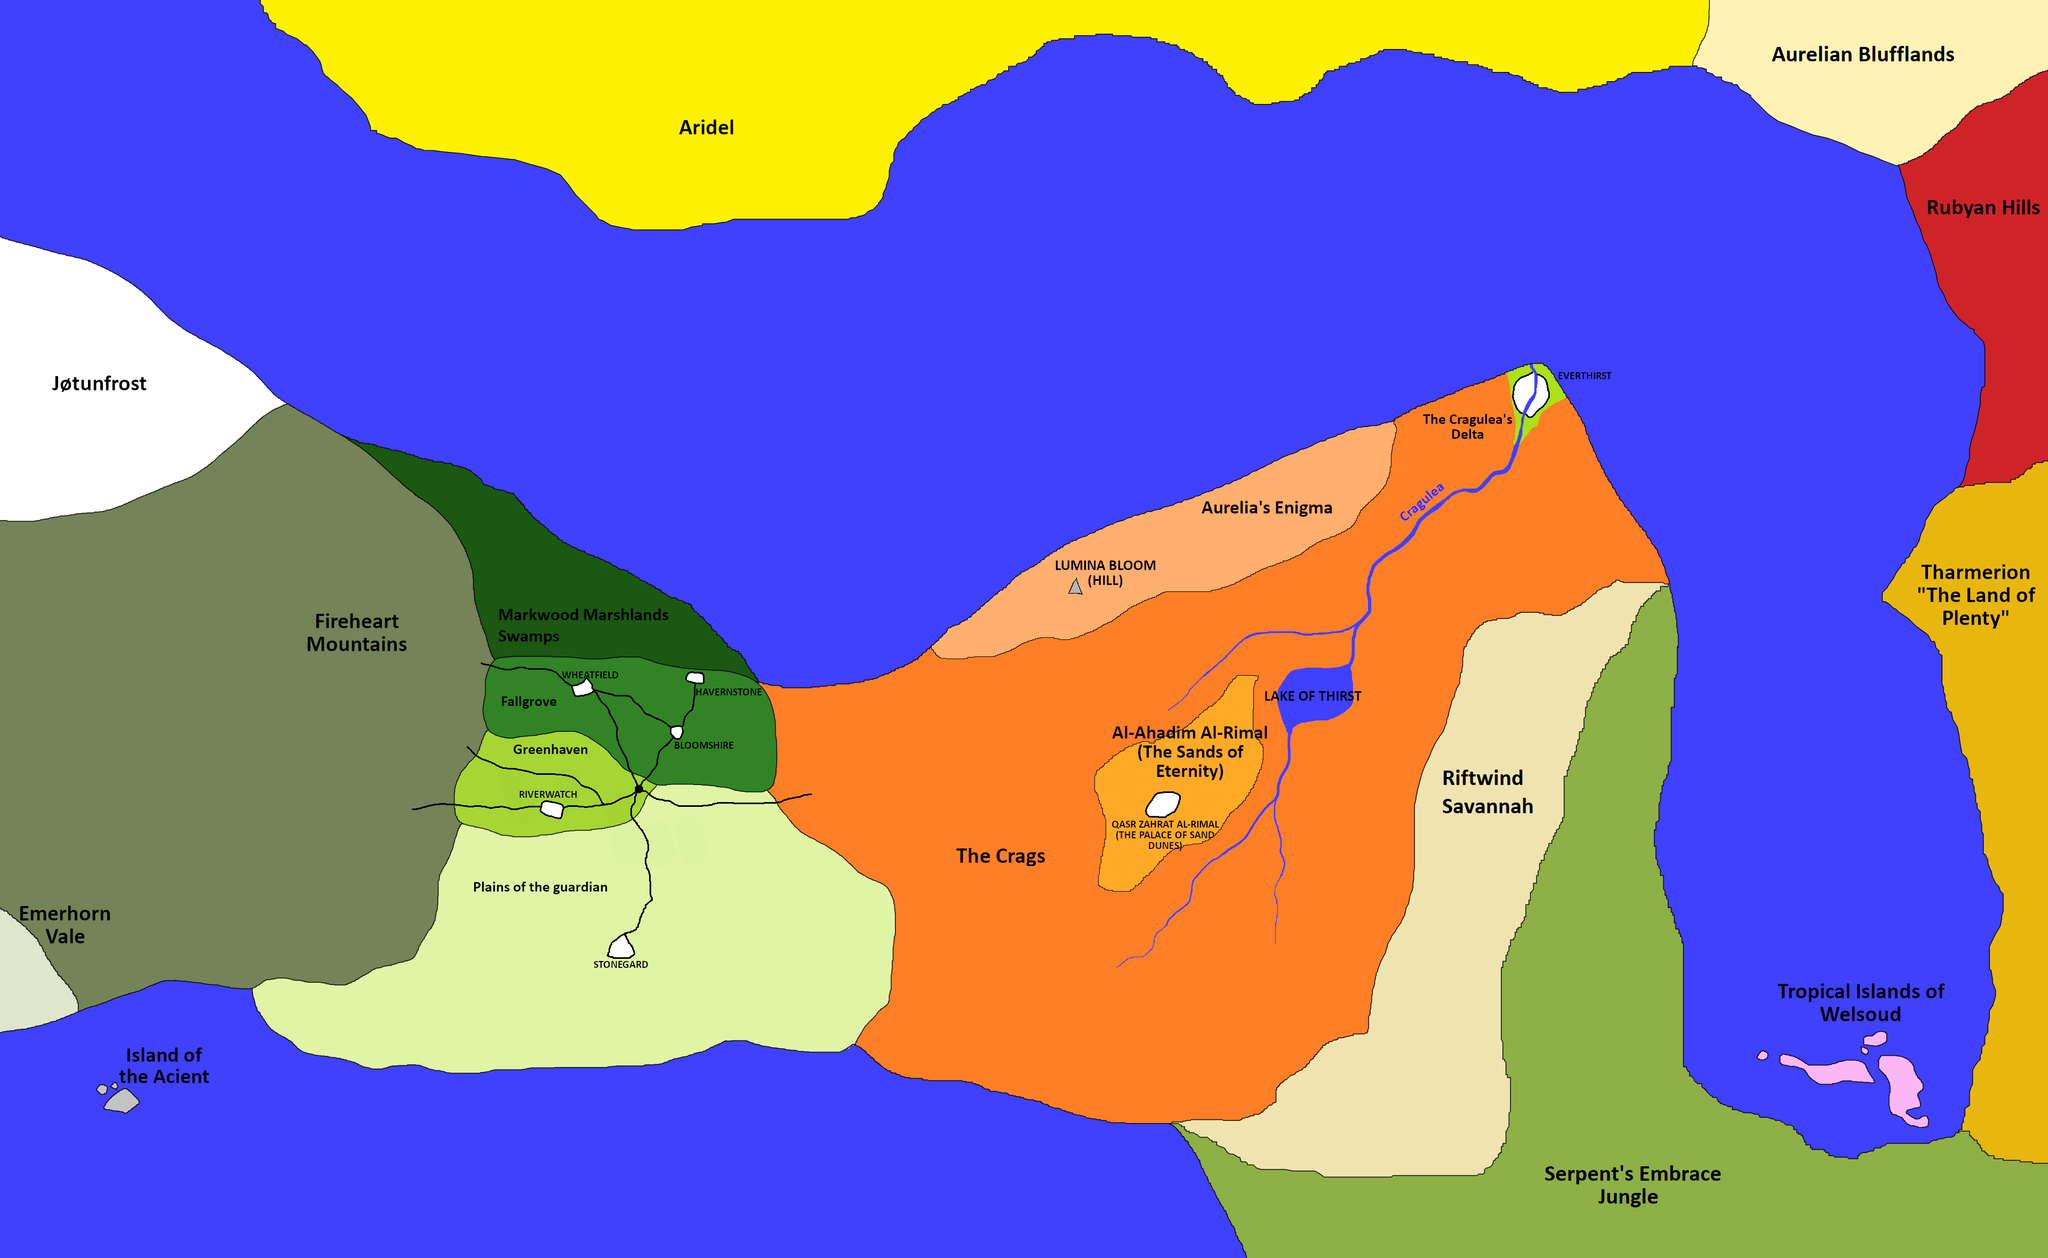 Aurelian Blufflands
Aridel
Rubyan Hills
Jøtunfrost
EVERTHIRST
The Cragulea's
Delta
Cragulea
Aurelia's Enigma
LUMINA BLOOM
(HILL)
Tharmerion
"The Land of
Plenty"
Fireheart
Mountains
Markwood Marshlands
Swamps
WHEATFIELD
HAVERNSTONE
Fallgrove
BLOOMSHIRE
Greenhaven
RIVERWATCH
LAKE OF THIRST
Al-Ahadim Al-Rimal
(The Sands of
Eternity)
QASR ZAHRAT AL-RIMAL
(THE PALACE OF SAND
DUNES)
Riftwind
Savannah
The Crags
Plains of the guardian
Emerhorn
Vale
STONEGARD
Tropical Islands of
Welsoud
Island of
the Acient
Serpent's Embrace
Jungle